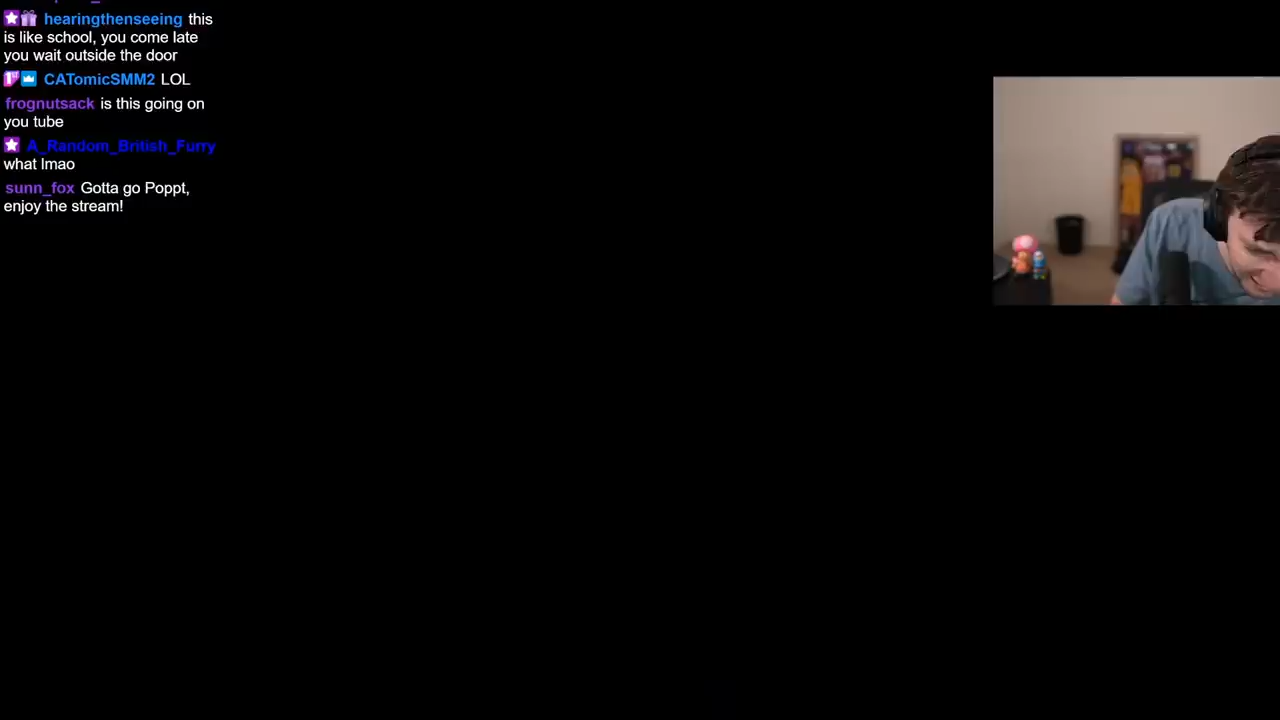 hearingthenseeing this
is like school, you come late
you wait outside the door
CATomicSMM2 LOL
frognutsack is this going on
you tube
A_Random_British_Furry
what lmao
sunn_fox Gotta go Poppt,
enjoy the stream!